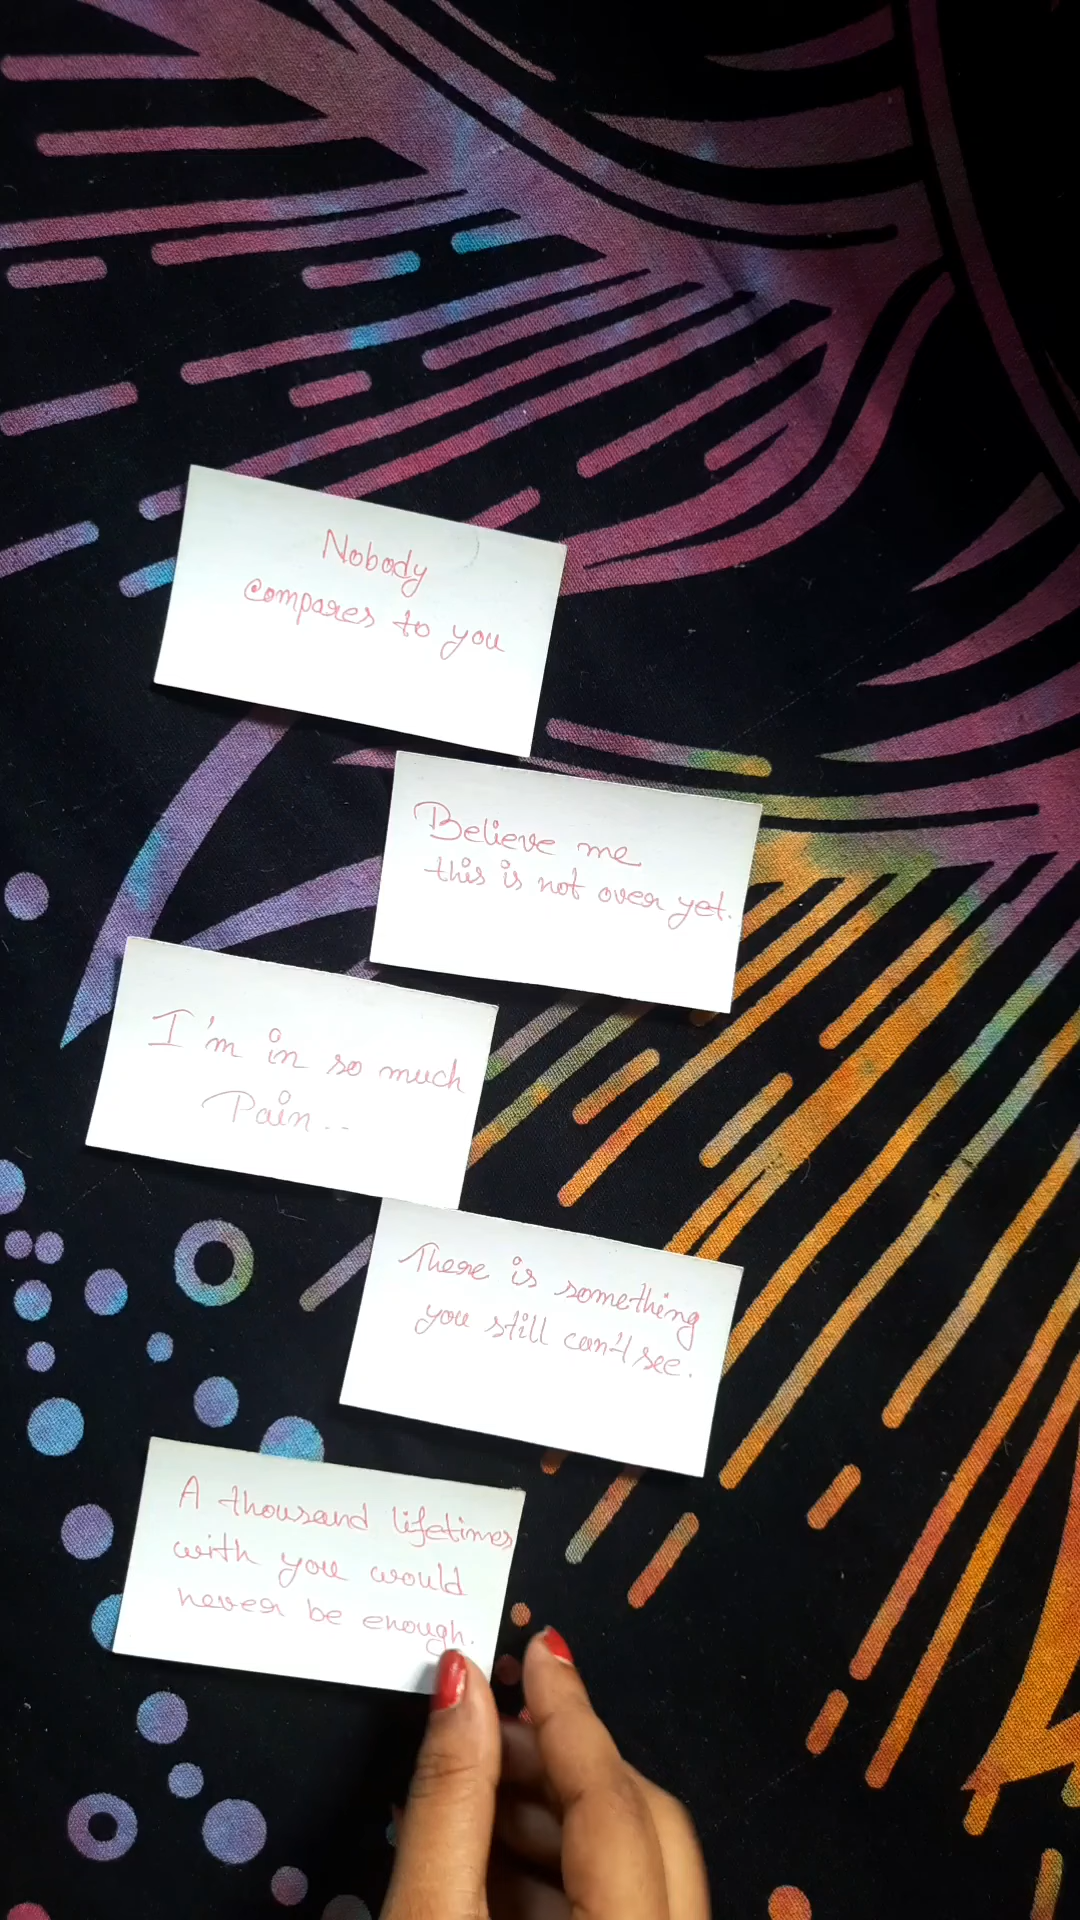 Nobody
compares to you
Believe me
this is not over yet.
I'm in so much
Pain..
There is something
you still can't see.
A thousand lifetimes
with you would
never be enough.